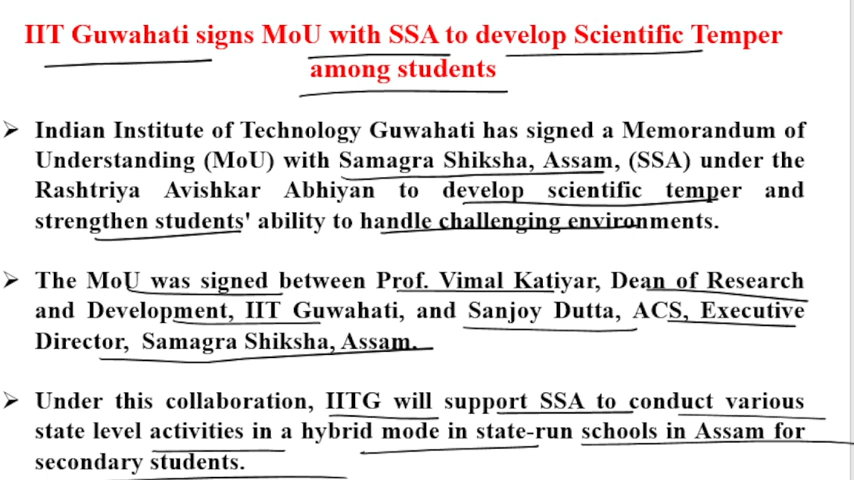 IIT Guwahati signs MoU with SSA to develop Scientific Temper
among students
➢ Indian Institute of Technology Guwahati has signed a Memorandum of
Understanding (MoU) with Samagra Shiksha, Assam, (SSA) under the
Rashtriya Avishkar Abhiyan to develop scientific temper and
strengthen students' ability to handle challenging environments.
➢ The MoU was signed between Prof. Vimal Katiyar, Dean of Research
and Development, IIT Guwahati, and Sanjoy Dutta, ACS, Executive
Director, Samagra Shiksha, Assam.
➢ Under this collaboration, IITG will support SSA to conduct various
state level activities in a hybrid mode in state-run schools in Assam for
secondary students.